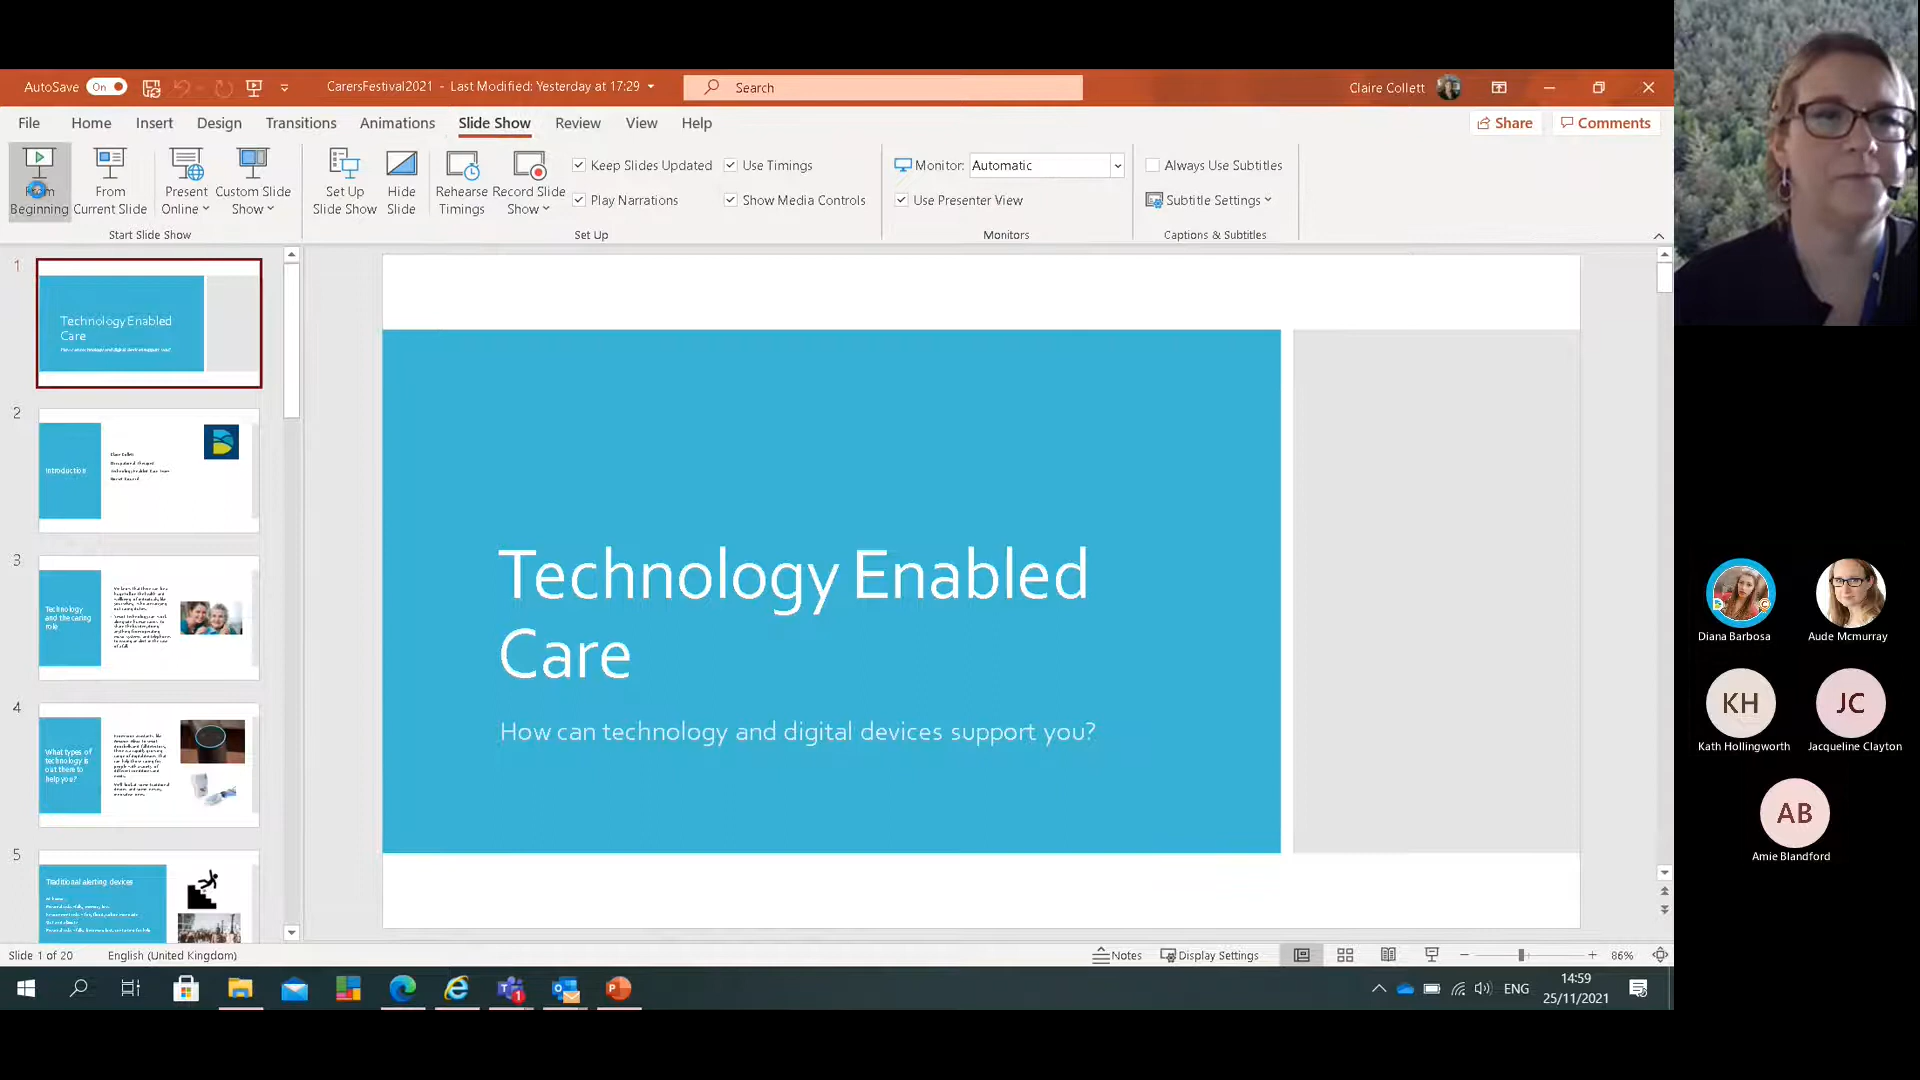 AutoSave On
CarersFestival2021 - Last Modified: Yesterday at 17:29
Search
Claire Collett
File Home Insert Design Transitions Animations Slide Show Review View Help
Share Comments
From Beginning
From Current Slide
Present Online
Custom Slide Show
Set Up Slide Show
Hide Slide
Rehearse Timings
Record Slide Show
Keep Slides Updated
Use Timings
Play Narrations
Show Media Controls
Monitor: Automatic
Use Presenter View
Always Use Subtitles
Subtitle Settings
Start Slide Show
Set Up
Monitors
Captions & Subtitles
1
Technology Enabled
Care
2
Introduction
3
Technology
and the caring
role
4
What types of
technology is
out there to
help you?
5
Traditional alerting devices
Technology Enabled
Care
How can technology and digital devices support you?
Diana Barbosa
Aude Mcmurray
KH
Kath Hollingworth
JC
Jacqueline Clayton
AB
Amie Blandford
Slide 1 of 20
English (United Kingdom)
Notes
Display Settings
86%
ENG
14:59
25/11/2021